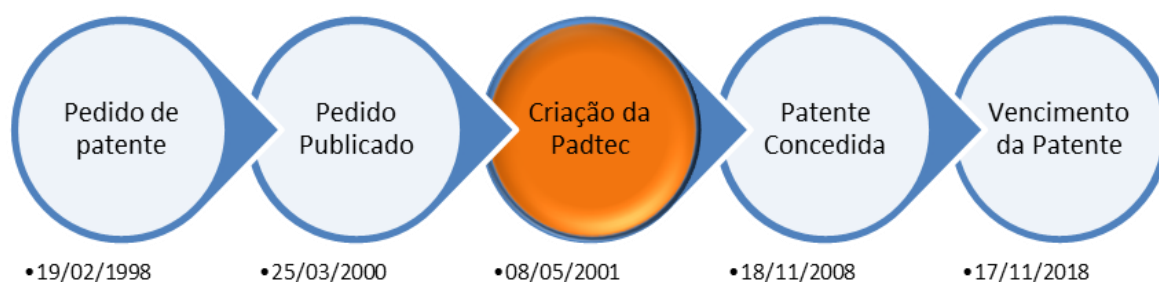 Pedido de
patente
Pedido
Publicado
Criação da
Padtec
Patente
Concedida
Vencimento
da Patente
•19/02/1998
•25/03/2000
•08/05/2001
•18/11/2008
•17/11/2018